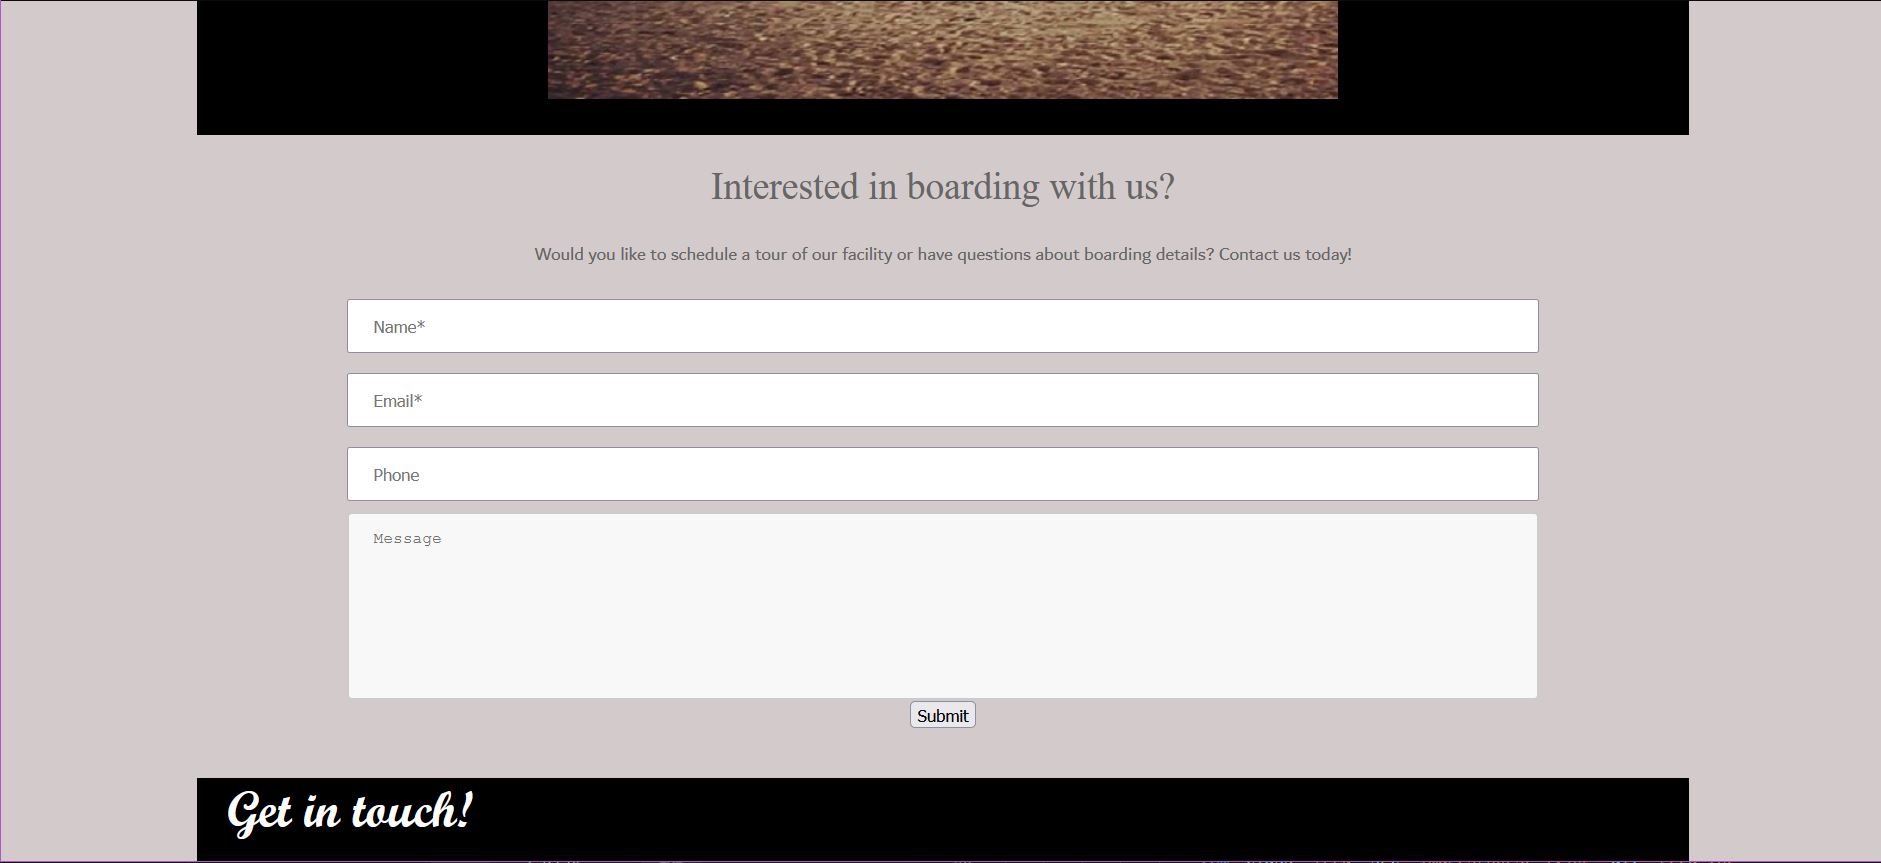 Interested in boarding with us?
Would you like to schedule a tour of our facility or have questions about boarding details? Contact us today!
Name*
Email*
Phone
Message
Submit
Get in touch!